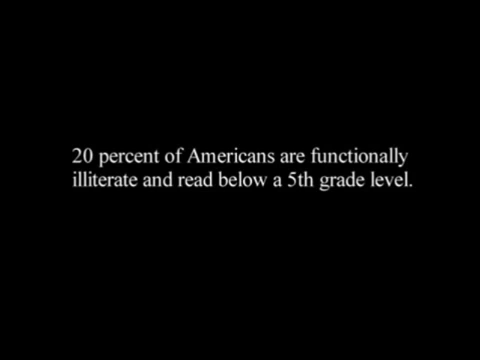 20 percent of Americans are functionally
illiterate and read below a 5th grade level.